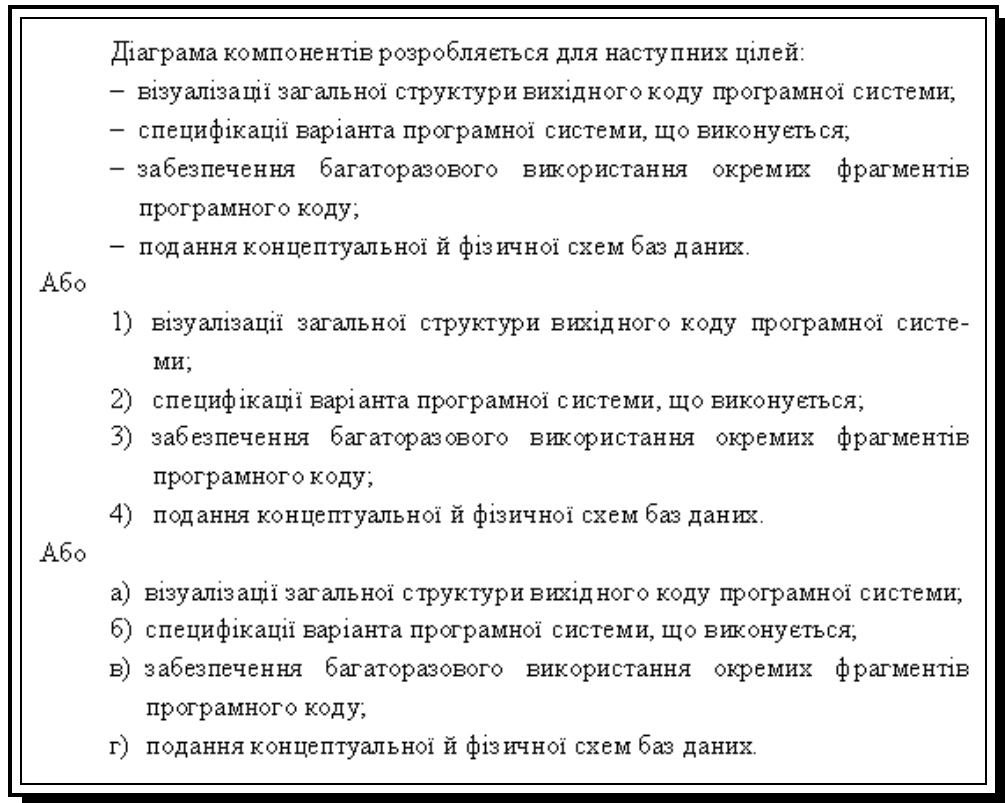 Діаграма компонентів розробляється для наступних цілей:
– візуалізації загальної структури вихідного коду програмної системи;
– специфікації варіанта програмної системи, що виконується;
– забезпечення багаторазового використання окремих фрагментів
програмного коду;
– подання концептуальної й фізичної схем баз даних.
Або
1) візуалізації загальної структури вихідного коду програмної систе-
ми;
2) специфікації варіанта програмної системи, що виконується;
3) забезпечення багаторазового використання окремих фрагментів
програмного коду;
4) подання концептуальної й фізичної схем баз даних.
Або
а) візуалізації загальної структури вихідного коду програмної системи;
б) специфікації варіанта програмної системи, що виконується;
в) забезпечення багаторазового використання окремих фрагментів
програмного коду;
г) подання концептуальної й фізичної схем баз даних.